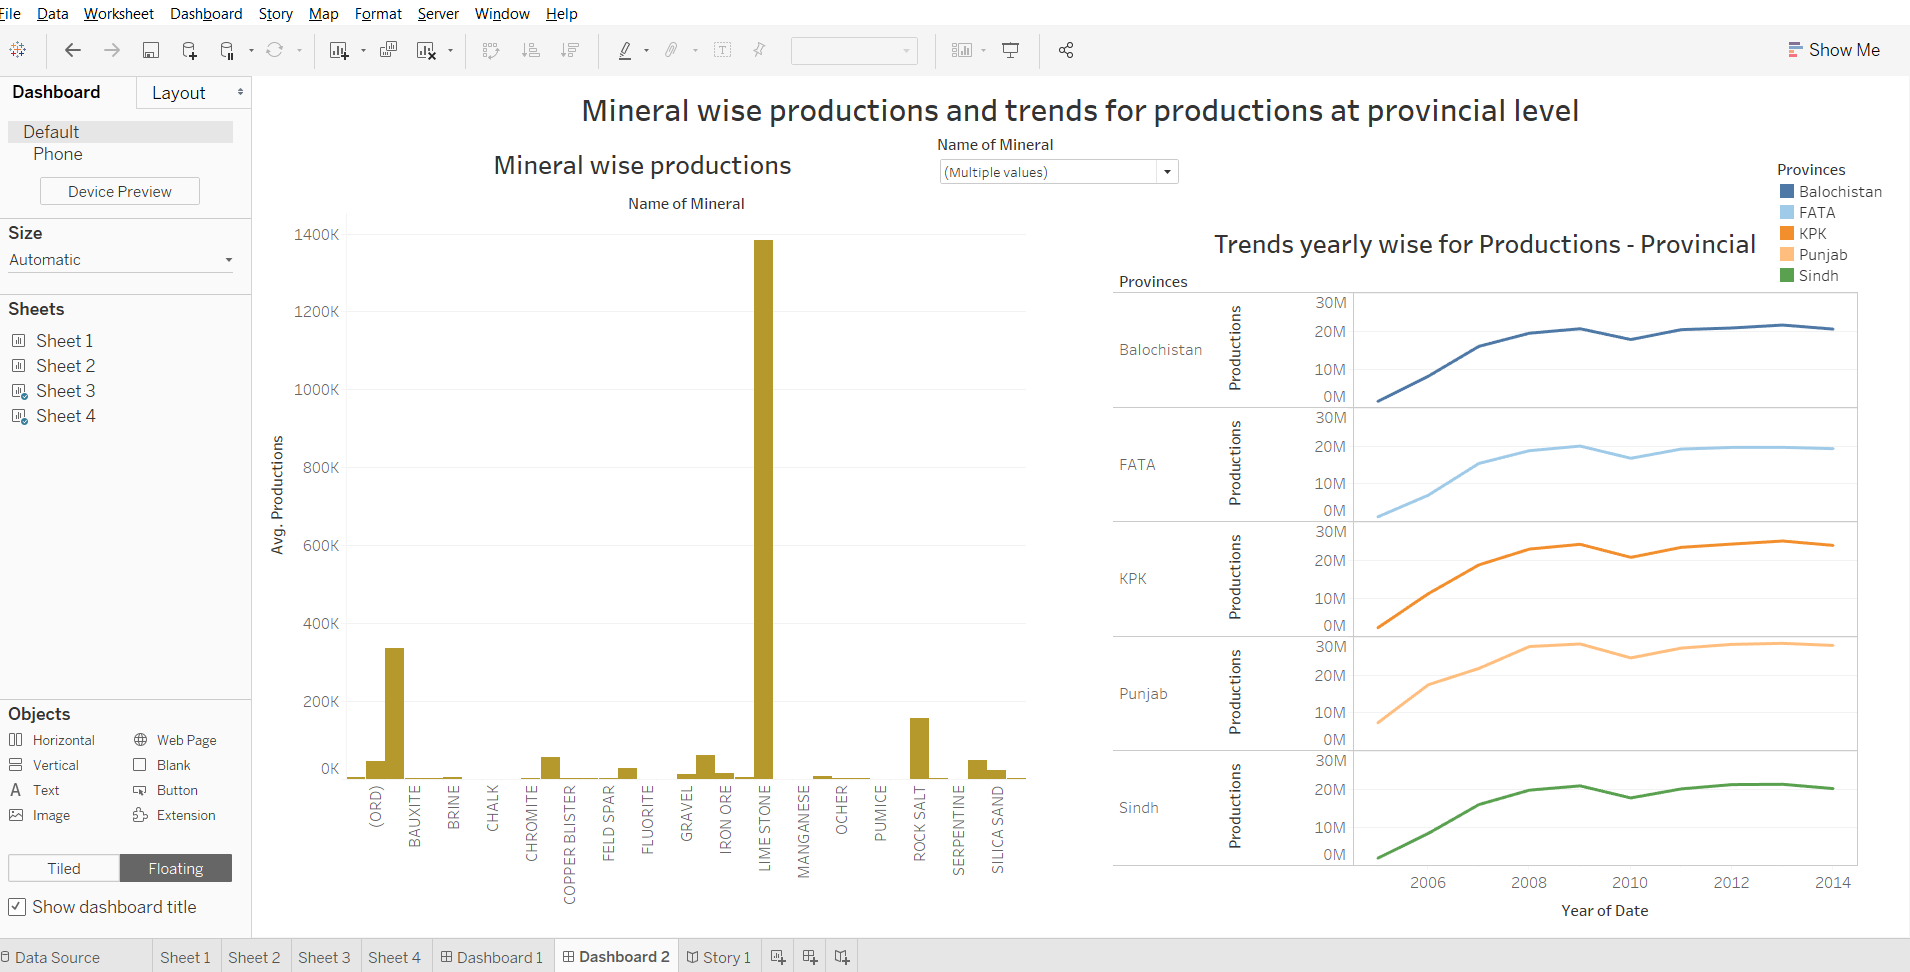 File Data Worksheet Dashboard Story Map Format Server Window Help
Show Me
Dashboard
Layout
Default
Phone
Device Preview
Size
Automatic
Sheets
Sheet 1
Sheet 2
Sheet 3
Sheet 4
Objects
Horizontal
Web Page
Vertical
Blank
A Text
Button
Image
Extension
Tiled
Floating
Show dashboard title
Mineral wise productions and trends for productions at provincial level
Mineral wise productions
Name of Mineral
(Multiple values)
Name of Mineral
1400K
1200K
1000K
800K
600K
400K
200K
0K
Avg. Productions
(ORD)
BAUXITE
BRINE
CHALK
CHROMITE
COPPER BLISTER
FELD SPAR
FLUORITE
GRAVEL
IRON ORE
LIME STONE
MANGANESE
OCHER
PUMICE
ROCK SALT
SERPENTINE
SILICA SAND
Provinces
Balochistan
FATA
KPK
Punjab
Sindh
Trends yearly wise for Productions - Provincial
Provinces
Balochistan
Productions
30M
20M
10M
0M
FATA
Productions
30M
20M
10M
0M
KPK
Productions
30M
20M
10M
0M
Punjab
Productions
30M
20M
10M
0M
Sindh
Productions
30M
20M
10M
0M
2006 2008 2010 2012 2014
Year of Date
Data Source Sheet 1 Sheet 2 Sheet 3 Sheet 4 Dashboard 1 Dashboard 2 Story 1